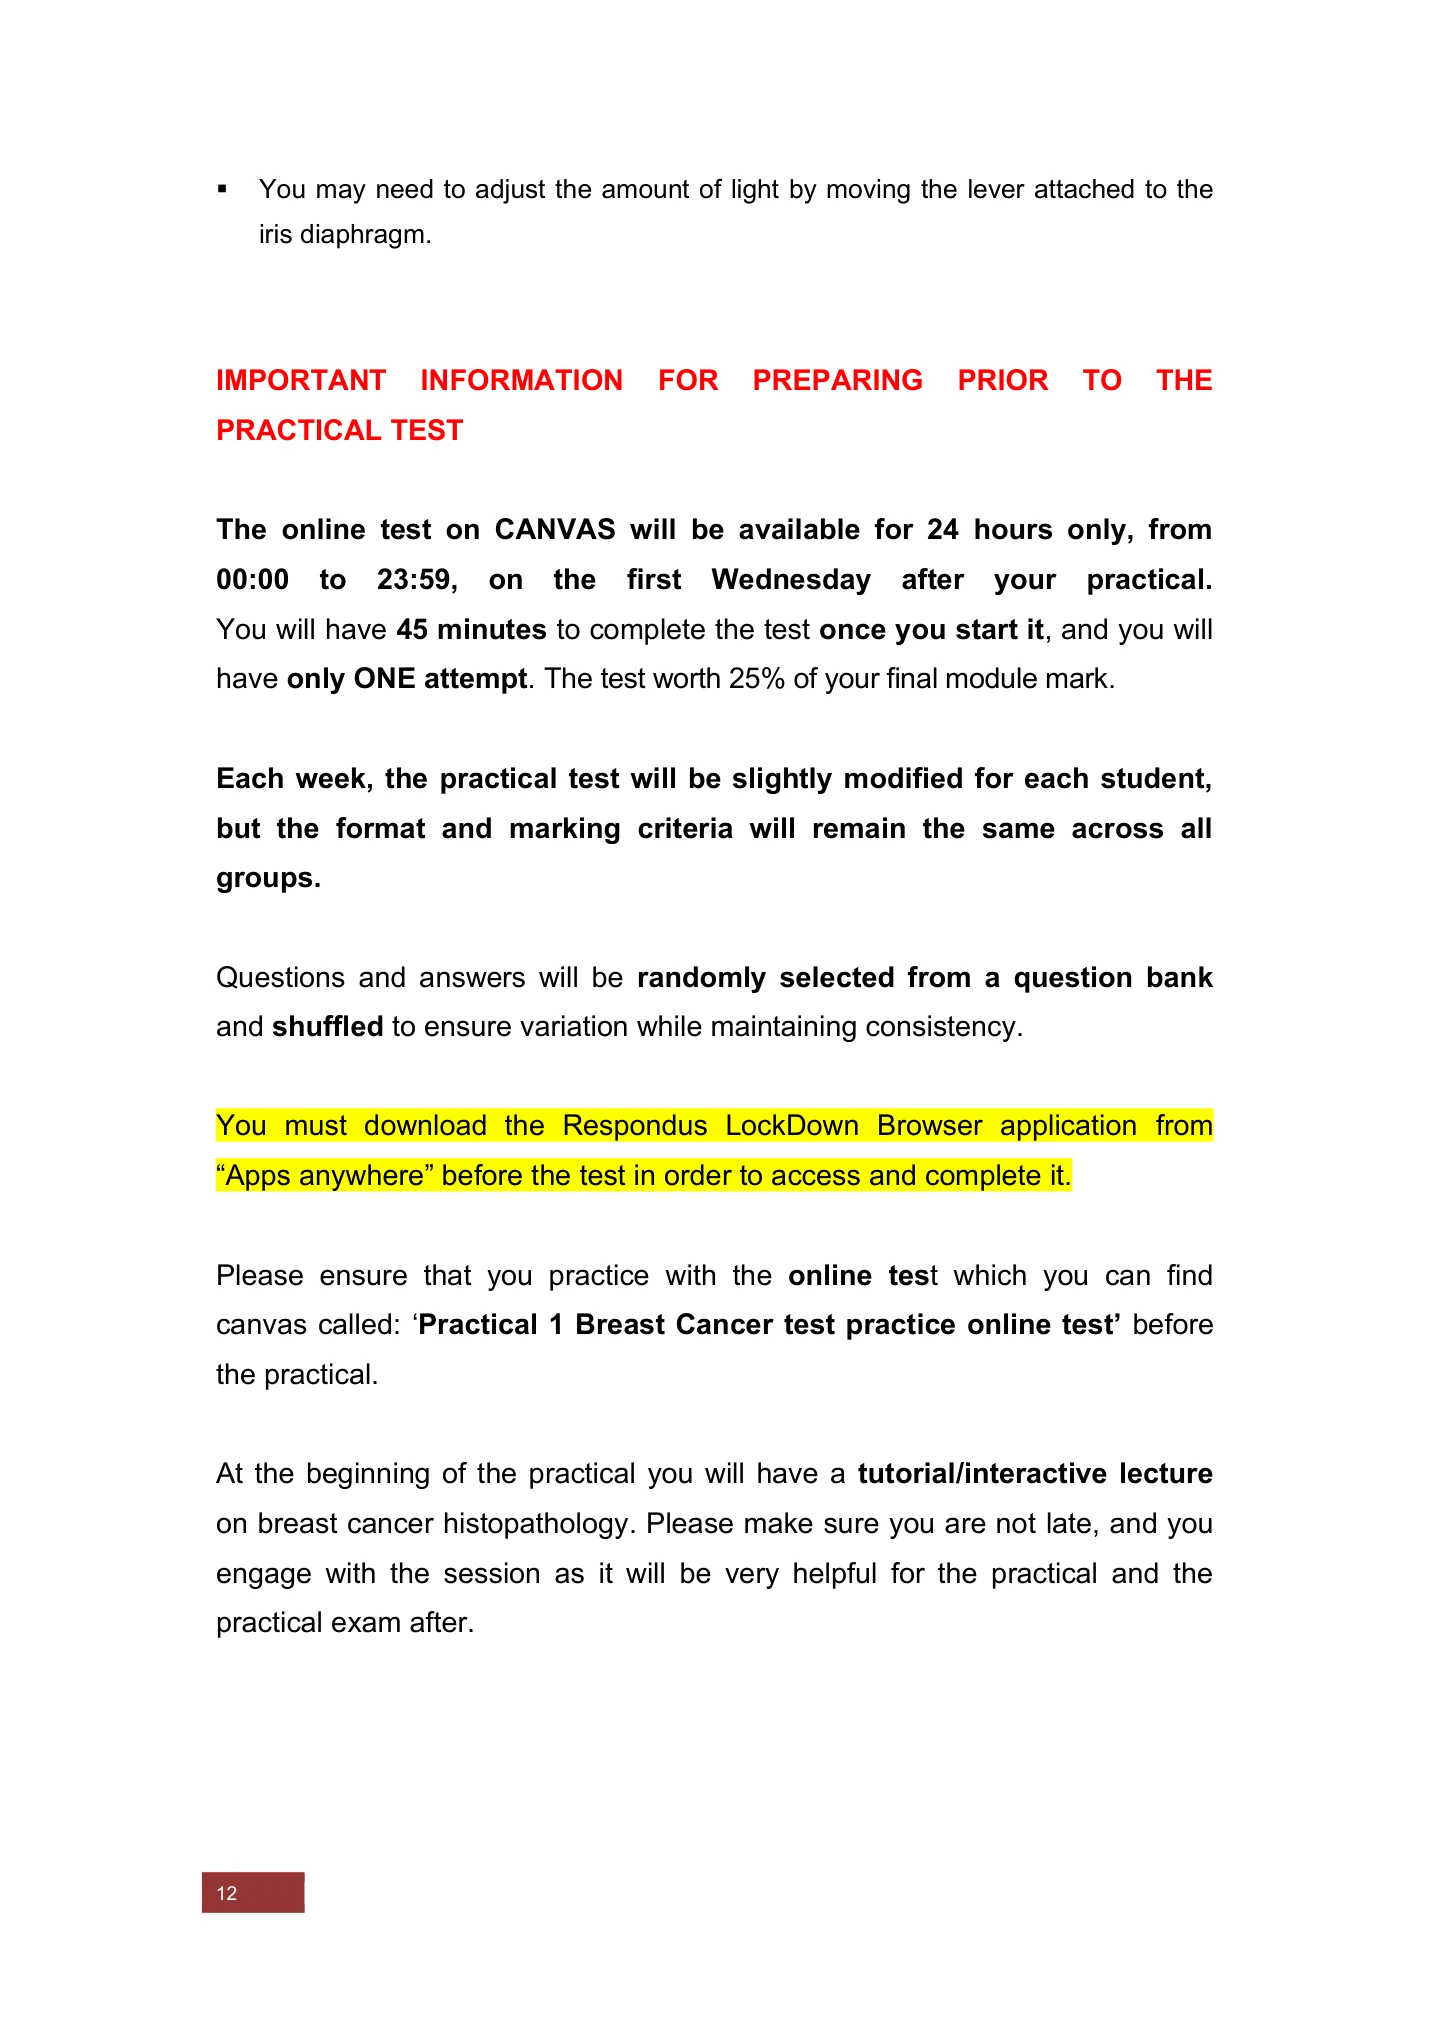 ▪ You may need to adjust the amount of light by moving the lever attached to the
iris diaphragm.
IMPORTANT INFORMATION FOR PREPARING PRIOR TO THE
PRACTICAL TEST
The online test on CANVAS will be available for 24 hours only, from
00:00 to 23:59, on the first Wednesday after your practical.
You will have 45 minutes to complete the test once you start it, and you will
have only ONE attempt. The test worth 25% of your final module mark.
Each week, the practical test will be slightly modified for each student,
but the format and marking criteria will remain the same across all
groups.
Questions and answers will be randomly selected from a question bank
and shuffled to ensure variation while maintaining consistency.
You must download the Respondus LockDown Browser application from
“Apps anywhere” before the test in order to access and complete it.
Please ensure that you practice with the online test which you can find
canvas called: ‘Practical 1 Breast Cancer test practice online test’ before
the practical.
At the beginning of the practical you will have a tutorial/interactive lecture
on breast cancer histopathology. Please make sure you are not late, and you
engage with the session as it will be very helpful for the practical and the
practical exam after.
12